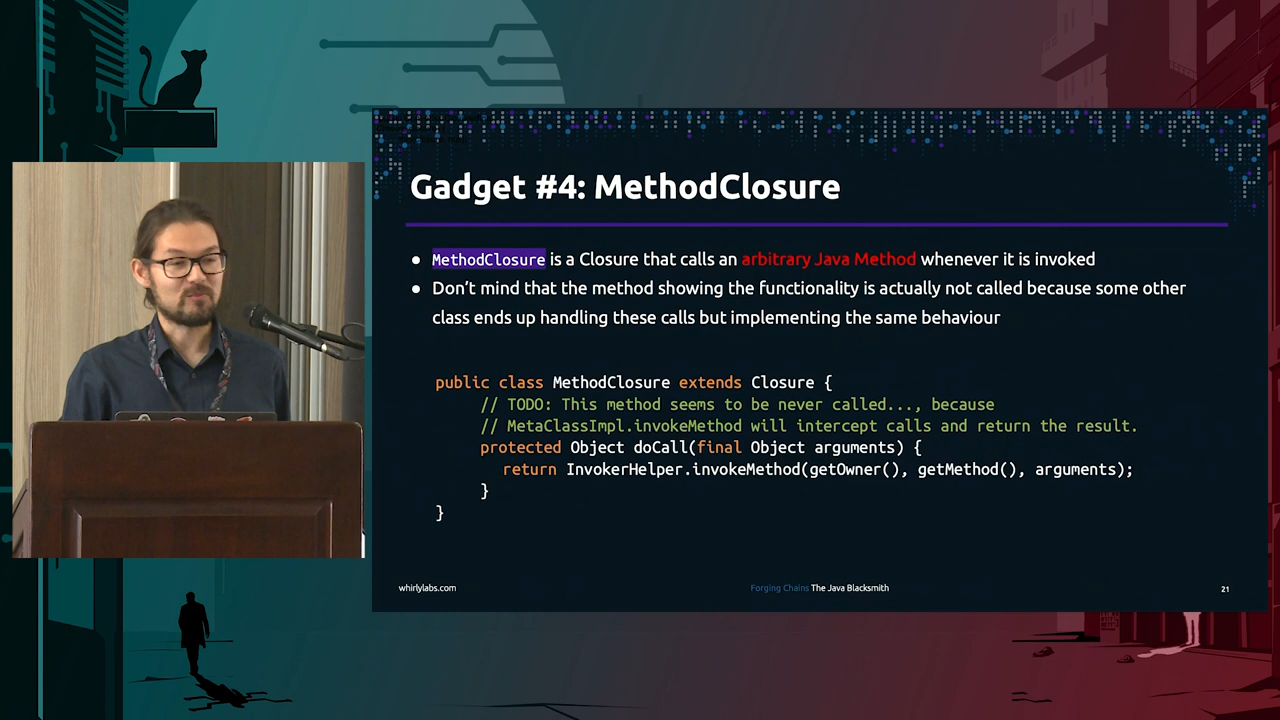 Gadget #4: MethodClosure
MethodClosure is a Closure that calls an arbitrary Java Method whenever it is invoked
Don't mind that the method showing the functionality is actually not called because some other
class ends up handling these calls but implementing the same behaviour
public class MethodClosure extends Closure {
// TODO: This method seems to be never called..., because
// MetaClassImpl.invokeMethod will intercept calls and return the result.
protected Object doCall(final Object arguments) {
return InvokerHelper.invokeMethod(getOwner(), getMethod(), arguments);
}
}
whirlylabs.com
Forging Chains The Java Blacksmith
21